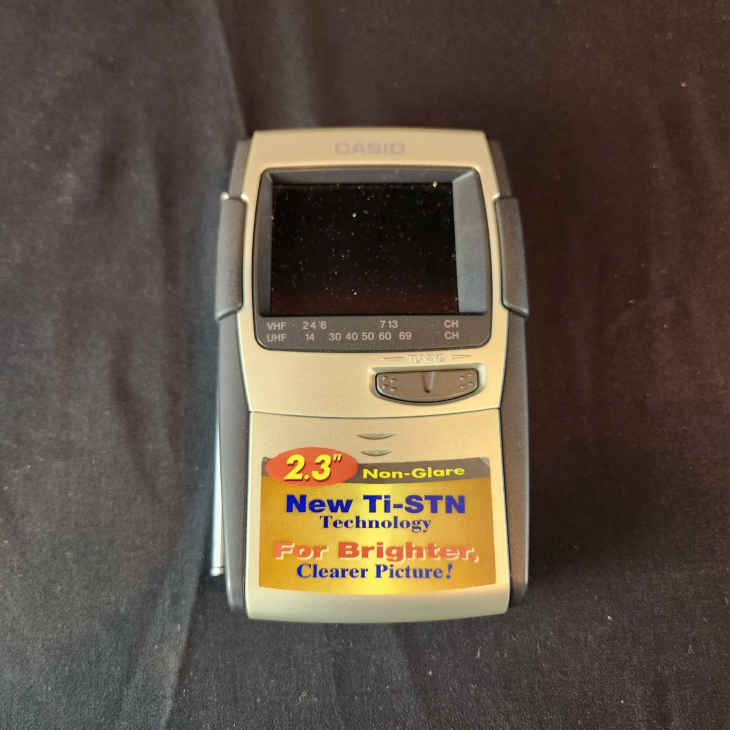 CASIO
VHF 2 4 6 7 13 CH
UHF 14 30 40 50 60 69 CH
TUNING
2.3" Non-Glare
New Ti-STN
Technology
For Brighter,
Clearer Picture!